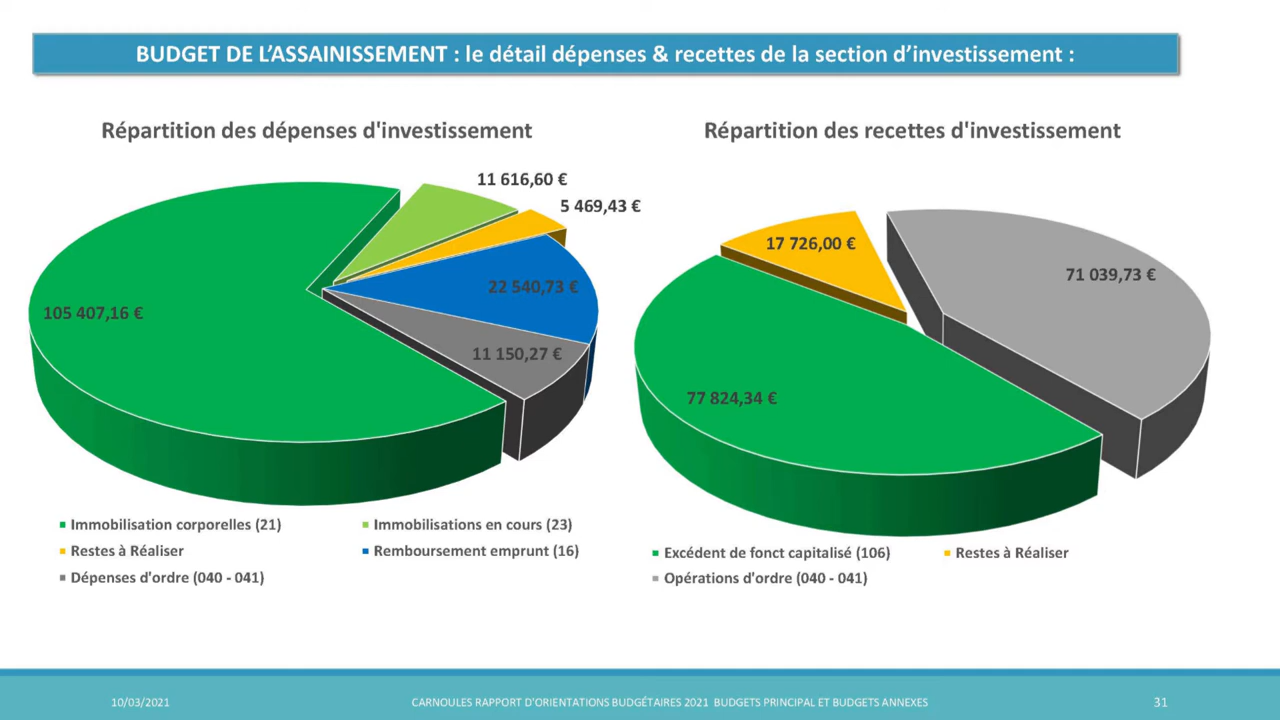 BUDGET DE L’ASSAINISSEMENT : le détail dépenses & recettes de la section d’investissement :
Répartition des dépenses d'investissement
11 616,60 €
5 469,43 €
22 540,73 €
105 407,16 €
11 150,27 €
Immobilisation corporelles (21)
Immobilisations en cours (23)
Restes à Réaliser
Remboursement emprunt (16)
Dépenses d'ordre (040 - 041)
Répartition des recettes d'investissement
17 726,00 €
71 039,73 €
77 824,34 €
Excédent de fonct capitalisé (106)
Restes à Réaliser
Opérations d'ordre (040 - 041)
10/03/2021
CARNOULES RAPPORT D'ORIENTATIONS BUDGÉTAIRES 2021 BUDGETS PRINCIPAL ET BUDGETS ANNEXES
31